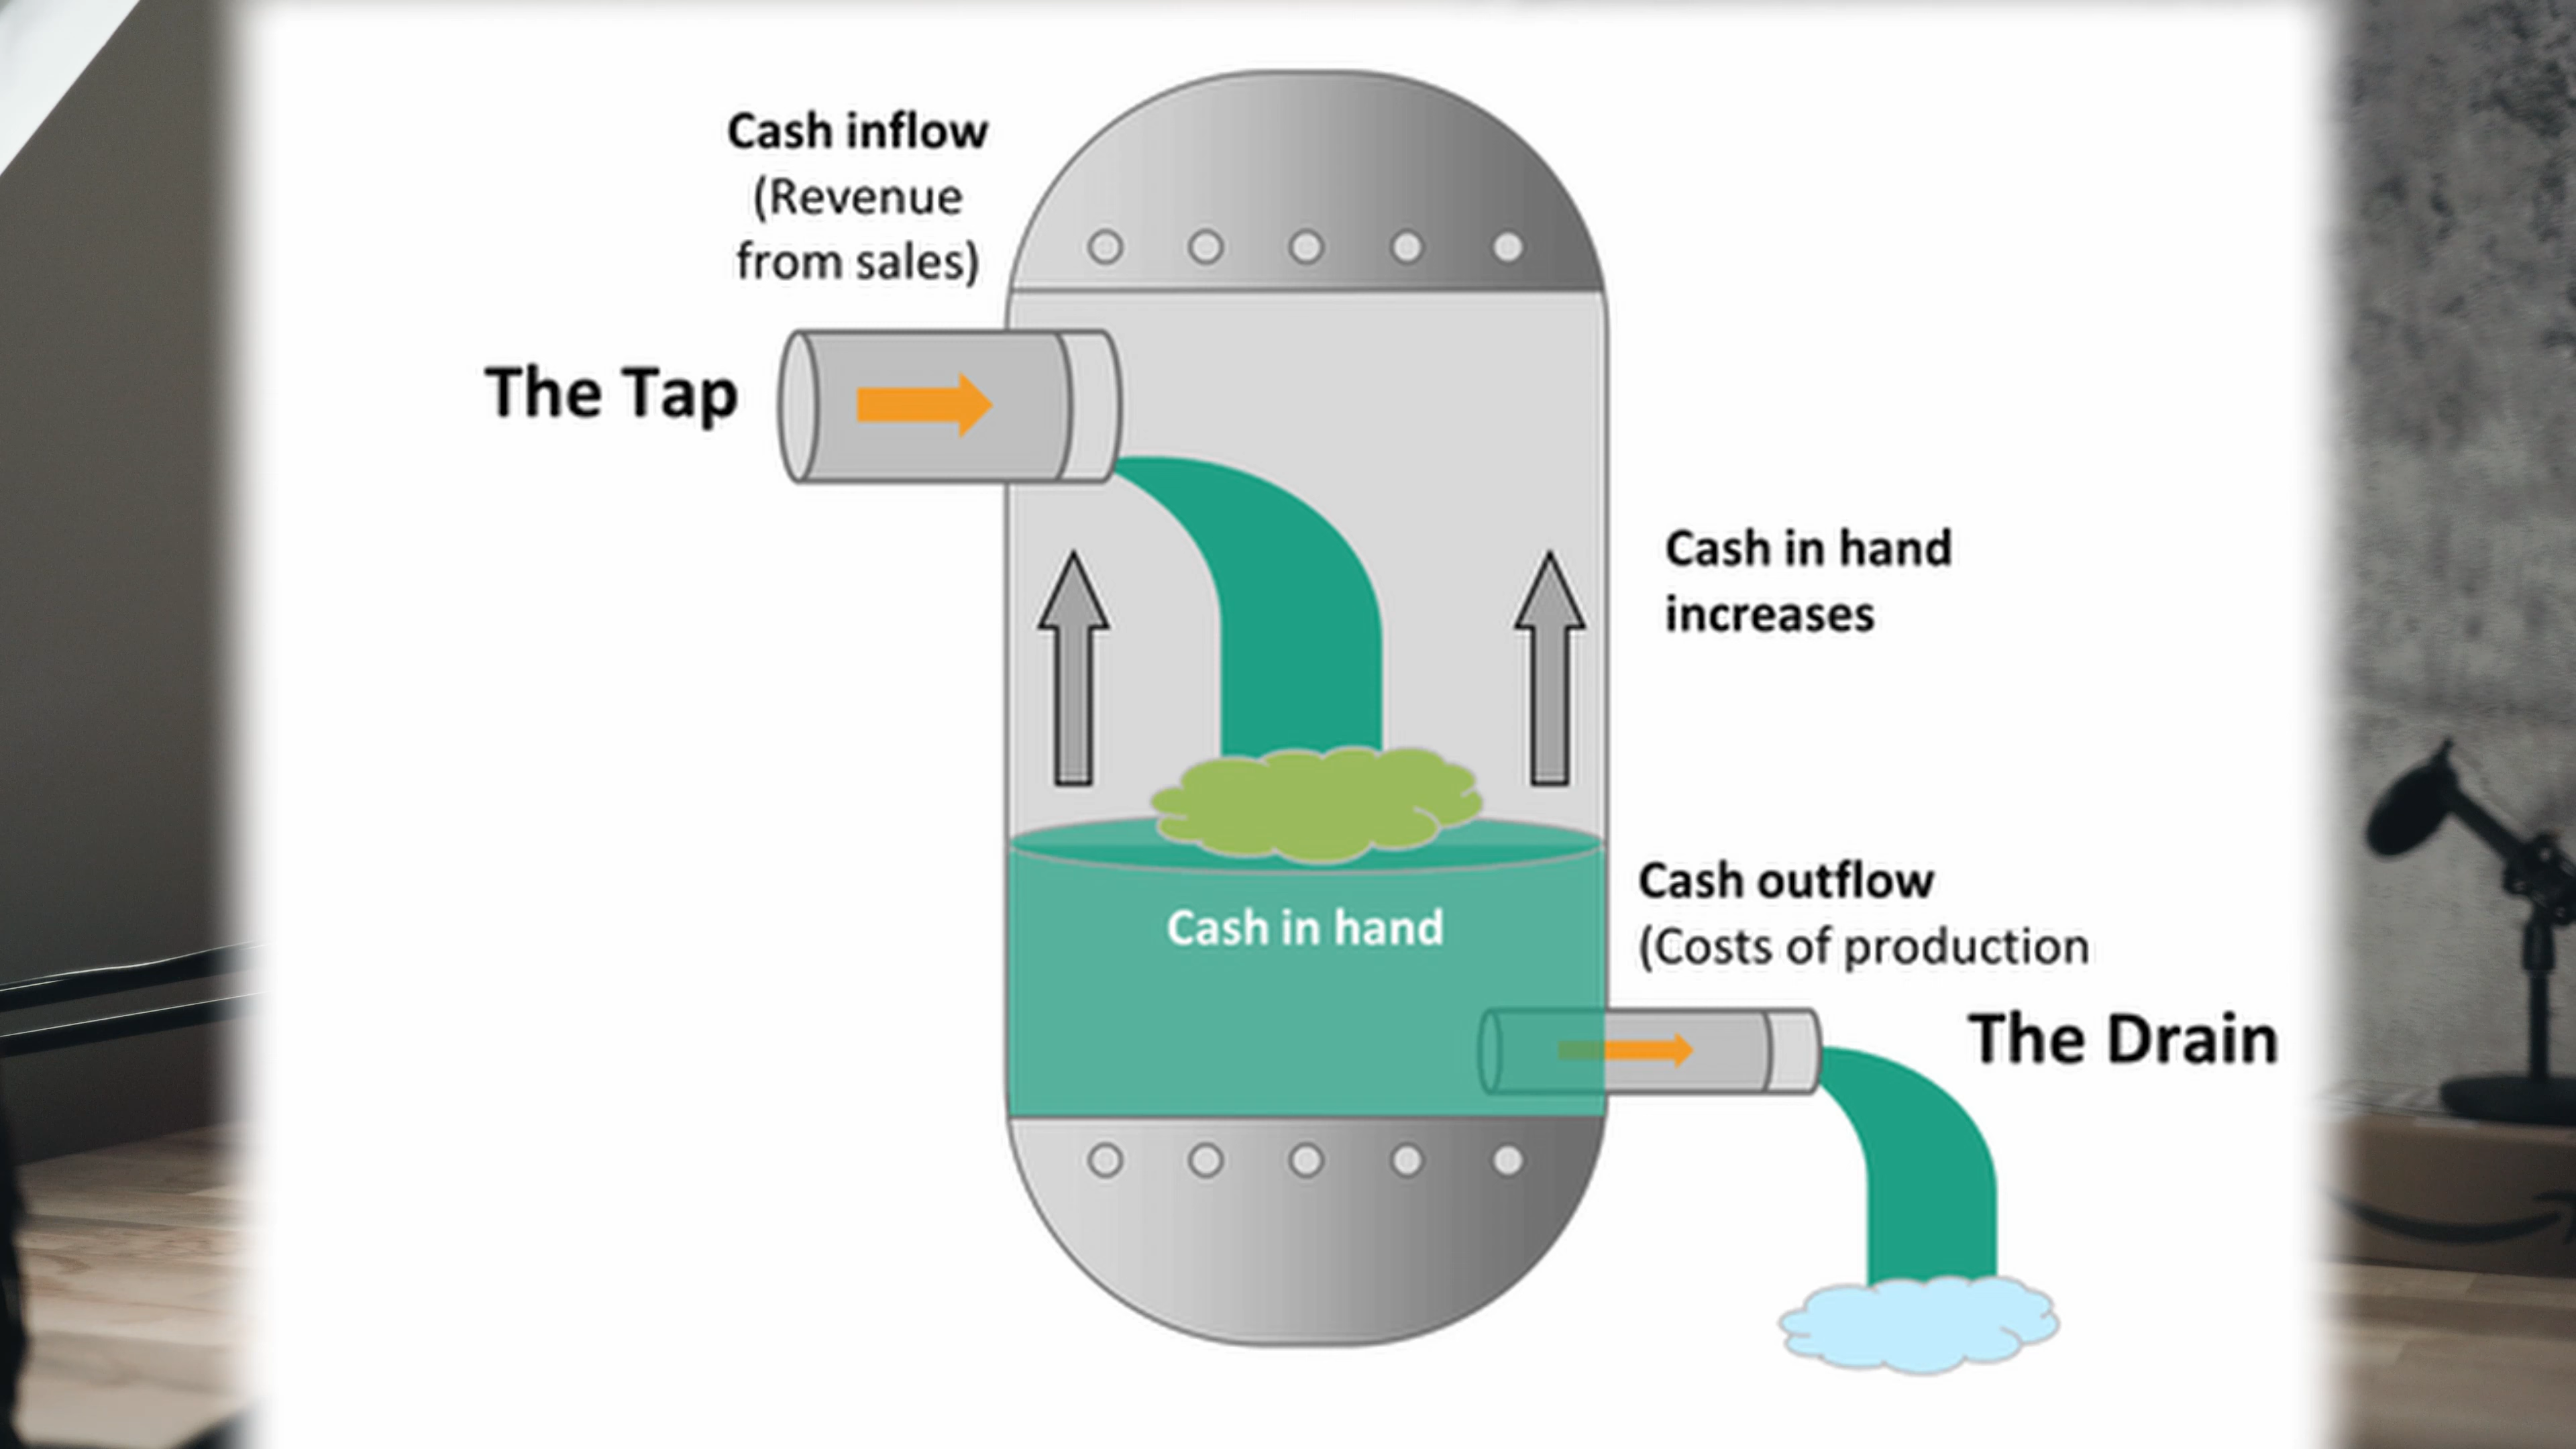 Cash inflow
(Revenue
from sales)
The Tap
Cash in hand
increases
Cash in hand
Cash outflow
(Costs of production
The Drain